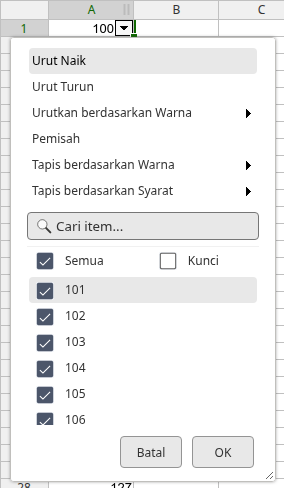 A B C
1 100
Urut Naik
Urut Turun
Urutkan berdasarkan Warna
Pemisah
Tapis berdasarkan Warna
Tapis berdasarkan Syarat
Cari item...
Semua Kunci
101
102
103
104
105
106
Batal OK
28 127